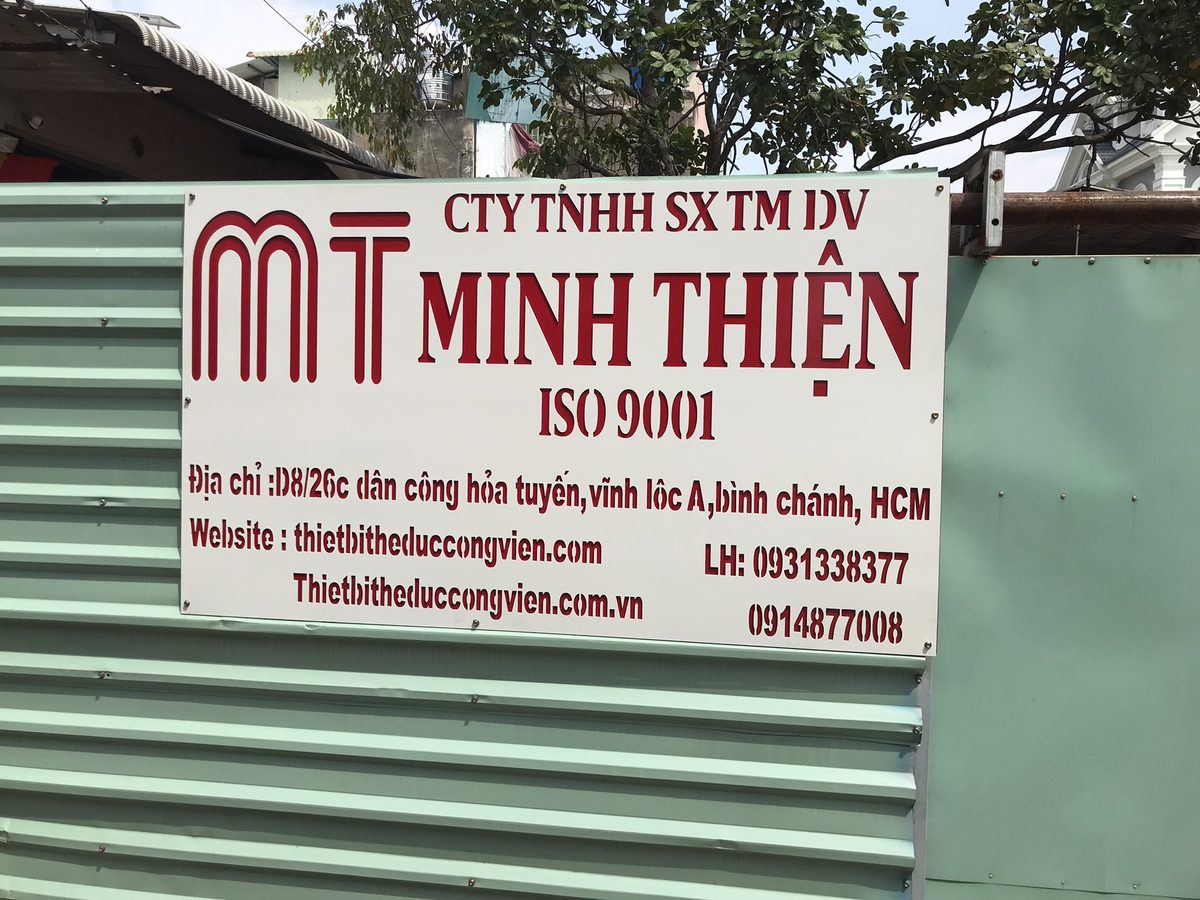 MT
CTY TNHH SX TM DV
MINH THIỆN
ISO 9001
Địa chỉ :D8/26c dân công hỏa tuyến,vĩnh lôc A,bình chánh, HCM
Website : thietbitheduccongvien.com LH: 0931338377
Thietbitheduccongvien.com.vn 0914877008